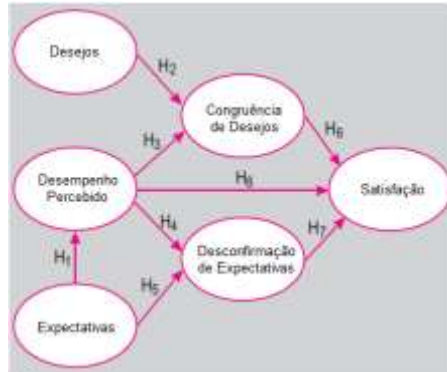 Desejos
H2
Congruência
de Desejos
H3
H6
Desempenho
Percebido
H8
Satisfação
H4
H7
H1
Desconfirmação
de Expectativas
H5
Expectativas